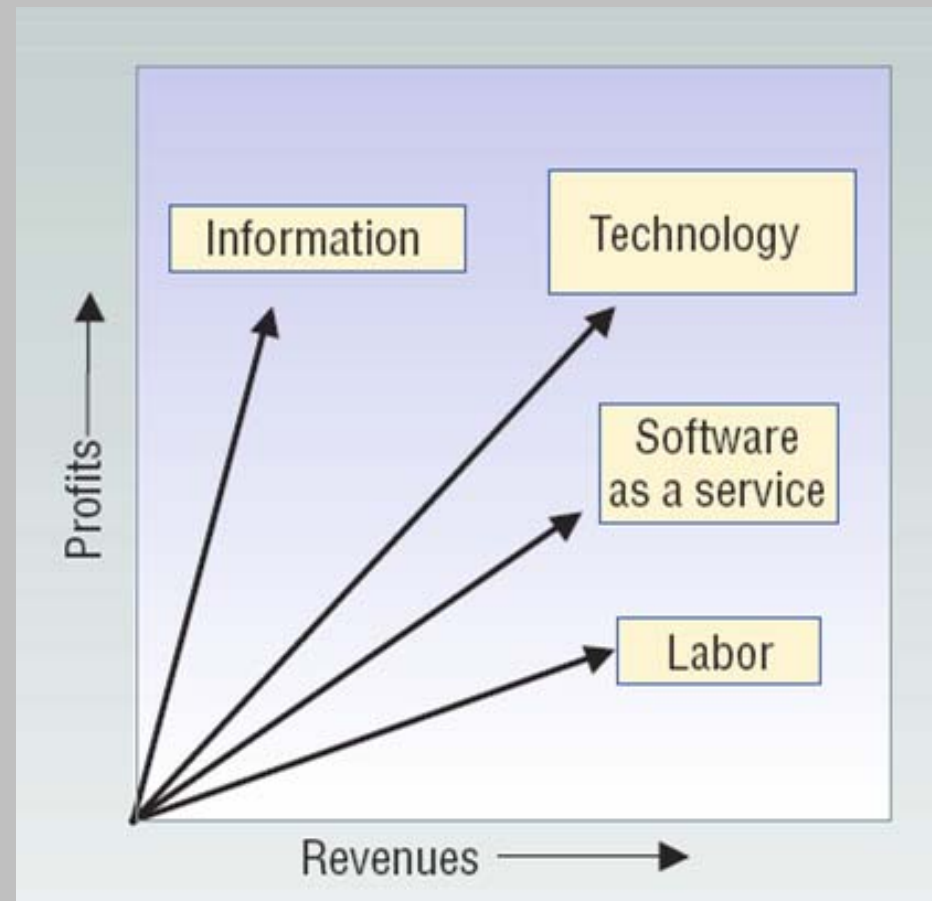 Information
Technology
Software
as a service
Labor
Profits
Revenues